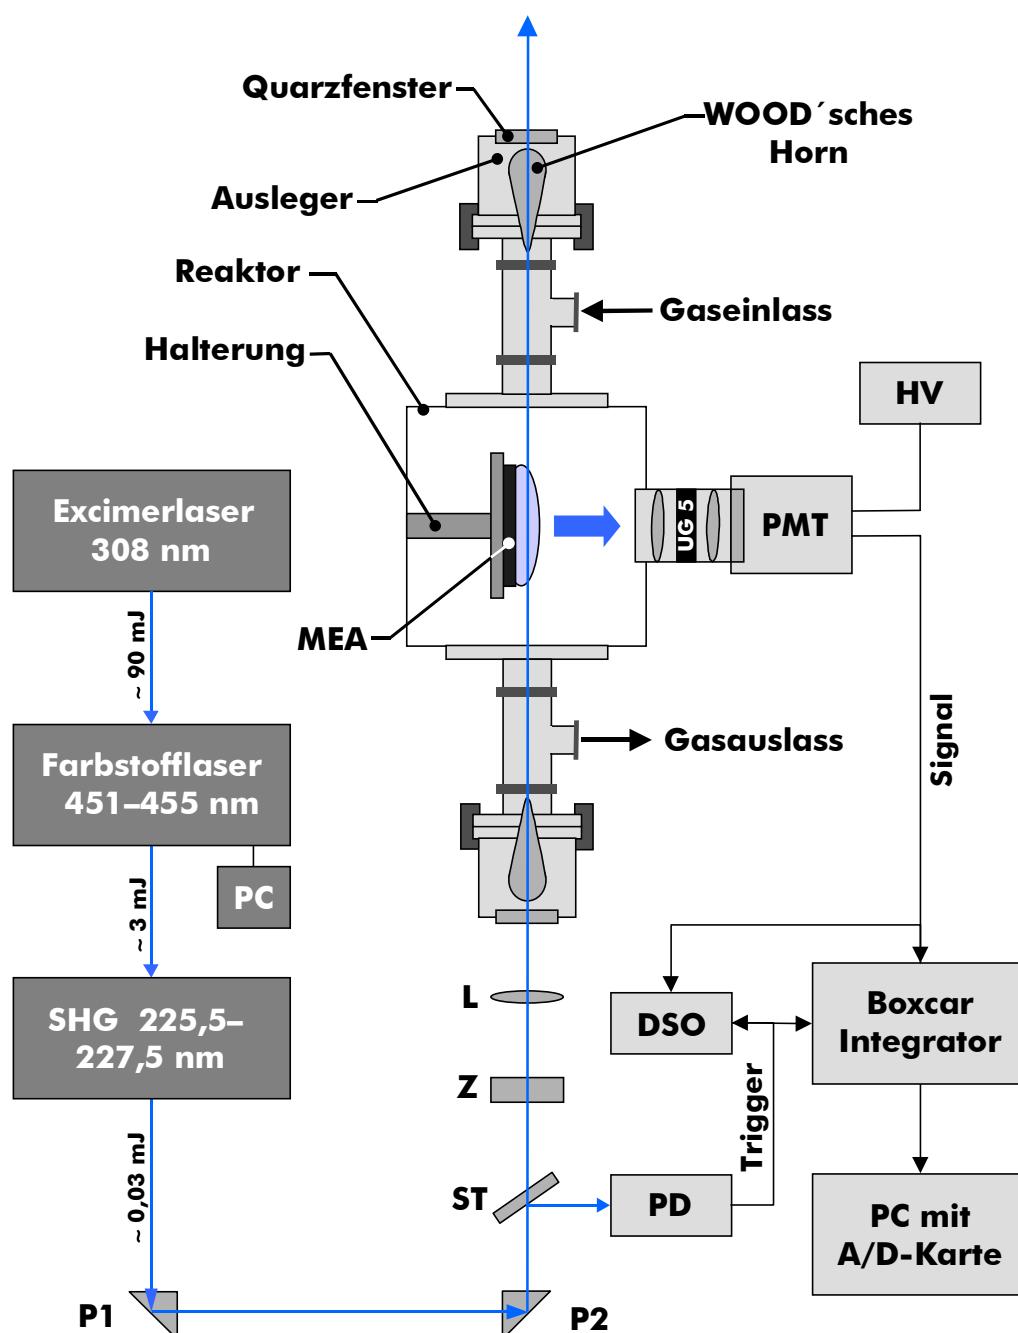 Quarzfenster
WOOD´sches
Horn
Ausleger
Reaktor
Gaseinlass
Halterung
HV
Excimerlaser
308 nm
UG 5
PMT
MEA
~ 90 mJ
Farbstofflaser
451–455 nm
Gasauslass
Signal
PC
~ 3 mJ
SHG 225,5–
227,5 nm
L
DSO
Boxcar
Integrator
Z
Trigger
~ 0,03 mJ
ST
PD
PC mit
A/D-Karte
P1
P2